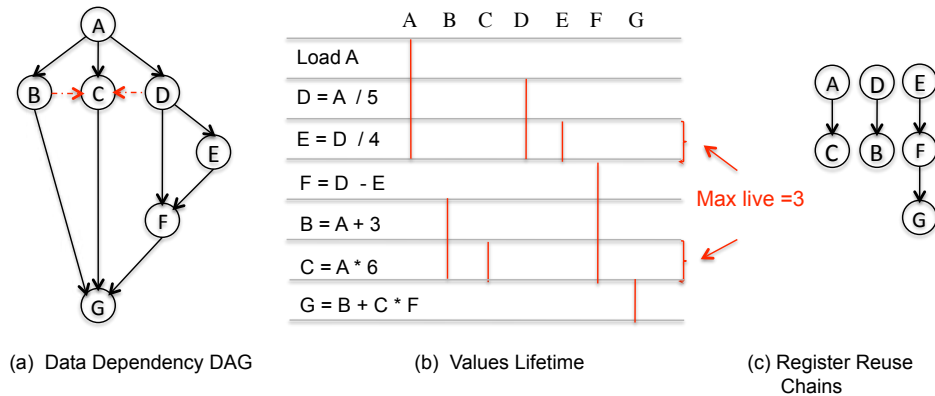 A
B
C
D
E
F
G
A B C D E F G
Load A
D = A / 5
E = D / 4
F = D - E
B = A + 3
C = A * 6
G = B + C * F
Max live =3
A D E
C B F
G
(a) Data Dependency DAG
(b) Values Lifetime
(c) Register Reuse
Chains